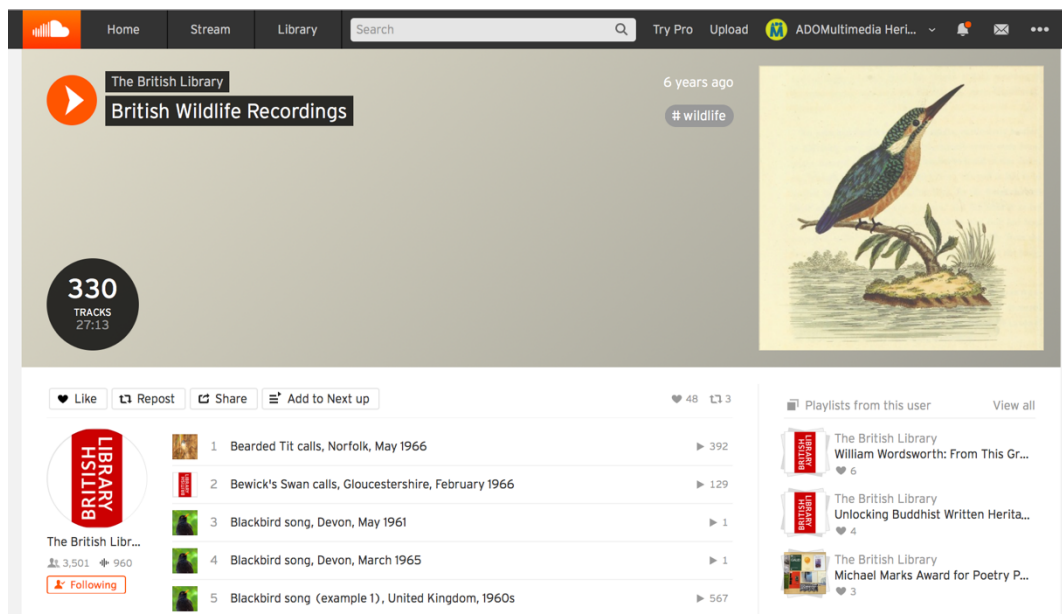 Home
Stream
Library
Search
Try Pro
Upload
ADOMultimedia Heri...
The British Library
British Wildlife Recordings
6 years ago
# wildlife
330
TRACKS
27:13
Like
Repost
Share
Add to Next up
48
3
LIBRARY
BRITISH
The British Libr...
3,501
960
Following
1 Bearded Tit calls, Norfolk, May 1966 392
2 Bewick's Swan calls, Gloucestershire, February 1966 129
3 Blackbird song, Devon, May 1961 1
4 Blackbird song, Devon, March 1965 1
5 Blackbird song (example 1), United Kingdom, 1960s 567
Playlists from this user
View all
LIBRARY
BRITISH
The British Library
William Wordsworth: From This Gr...
6
LIBRARY
BRITISH
The British Library
Unlocking Buddhist Written Herita...
4
The British Library
Michael Marks Award for Poetry P...
3